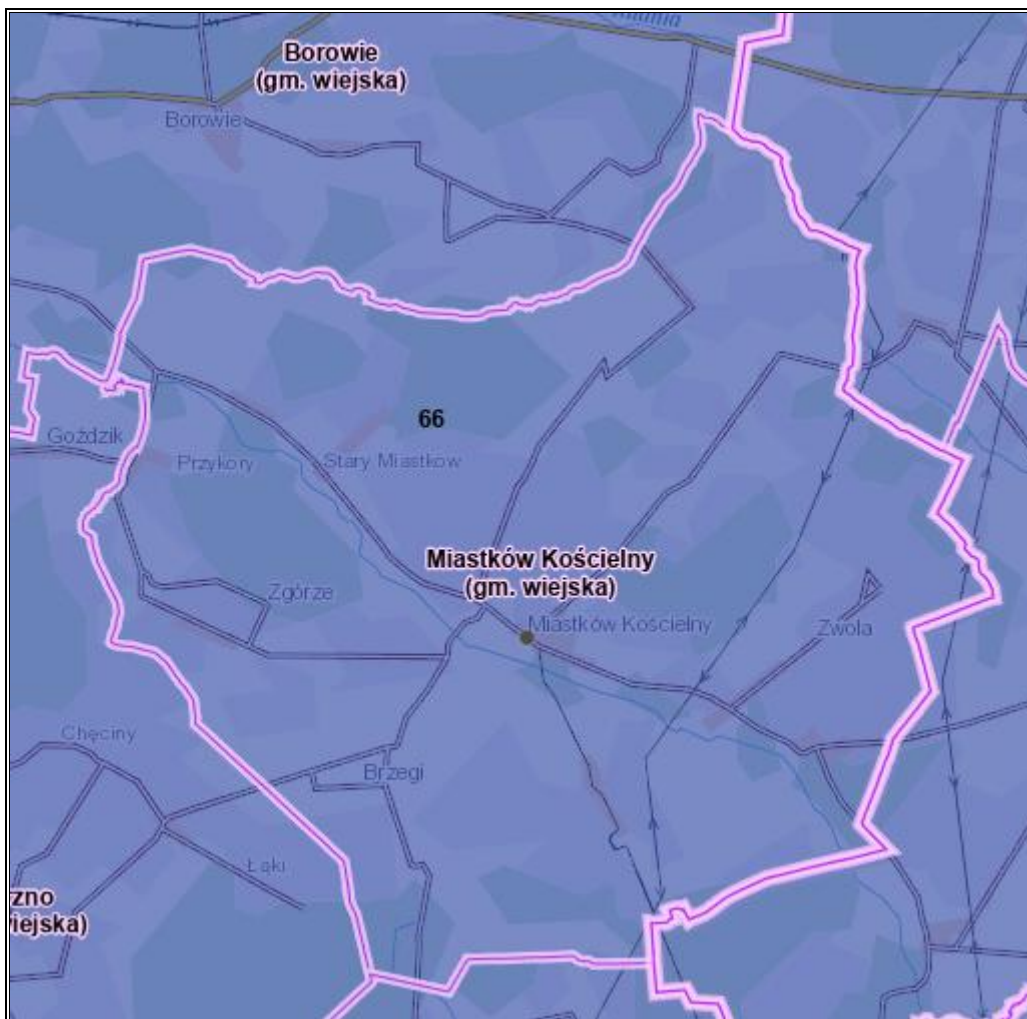 Borowie
(gm. wiejska)
Borowie
66
Goździk
Przykory
Stary Miastków
Miastków Kościelny
(gm. wiejska)
Zgórze
Miastków Kościelny
Zwola
Chęciny
Brzegi
Łąki
zno
iejska)